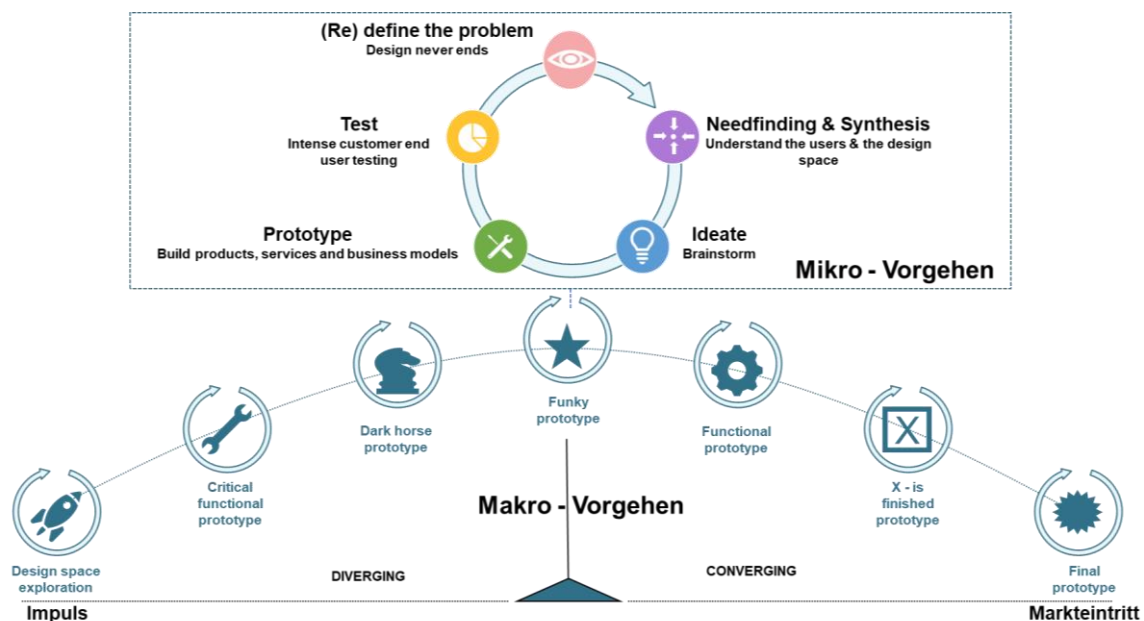 (Re) define the problem
Design never ends
Test
Intense customer end
user testing
Needfinding & Synthesis
Understand the users & the design
space
Prototype
Build products, services and business models
Ideate
Brainstorm
Mikro - Vorgehen
Funky
prototype
Dark horse
prototype
Functional
prototype
X
Critical
functional
prototype
X - is
finished
prototype
Makro - Vorgehen
Design space
exploration
DIVERGING
CONVERGING
Final
prototype
Impuls
Markteintritt